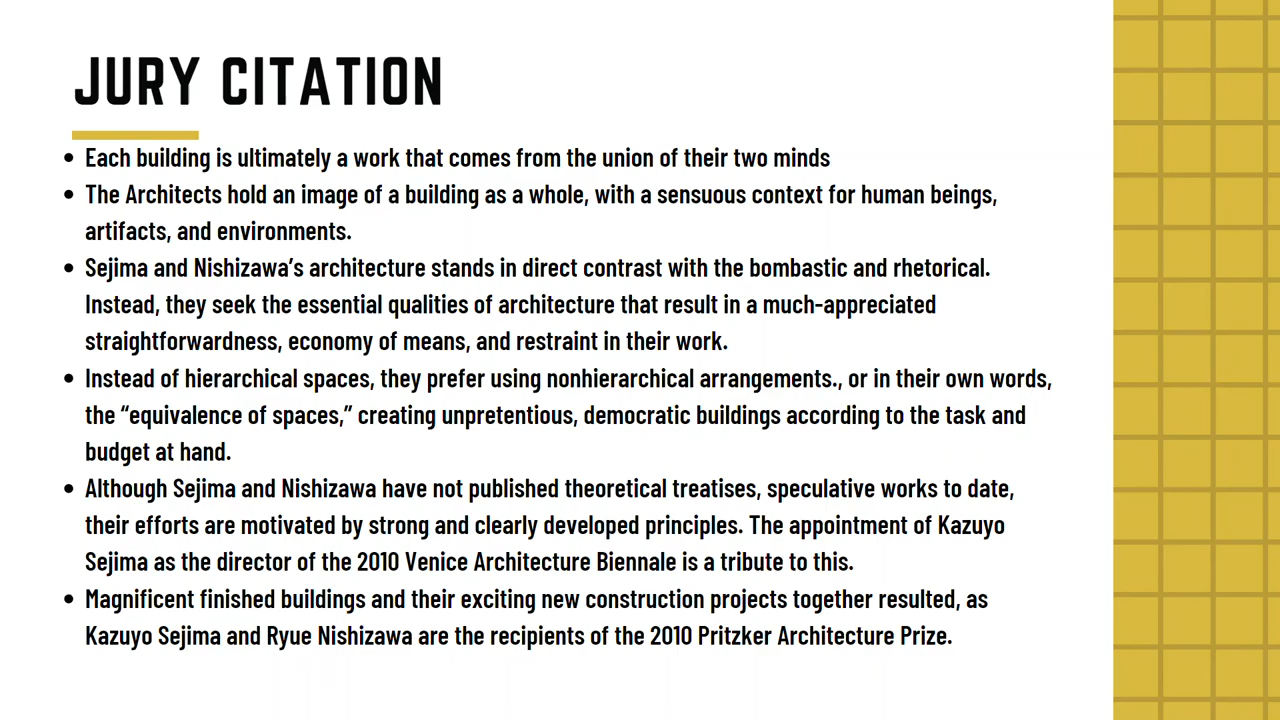 JURY CITATION
• Each building is ultimately a work that comes from the union of their two minds
• The Architects hold an image of a building as a whole, with a sensuous context for human beings,
artifacts, and environments.
• Sejima and Nishizawa’s architecture stands in direct contrast with the bombastic and rhetorical.
Instead, they seek the essential qualities of architecture that result in a much-appreciated
straightforwardness, economy of means, and restraint in their work.
• Instead of hierarchical spaces, they prefer using nonhierarchical arrangements., or in their own words,
the “equivalence of spaces,” creating unpretentious, democratic buildings according to the task and
budget at hand.
• Although Sejima and Nishizawa have not published theoretical treatises, speculative works to date,
their efforts are motivated by strong and clearly developed principles. The appointment of Kazuyo
Sejima as the director of the 2010 Venice Architecture Biennale is a tribute to this.
• Magnificent finished buildings and their exciting new construction projects together resulted, as
Kazuyo Sejima and Ryue Nishizawa are the recipients of the 2010 Pritzker Architecture Prize.